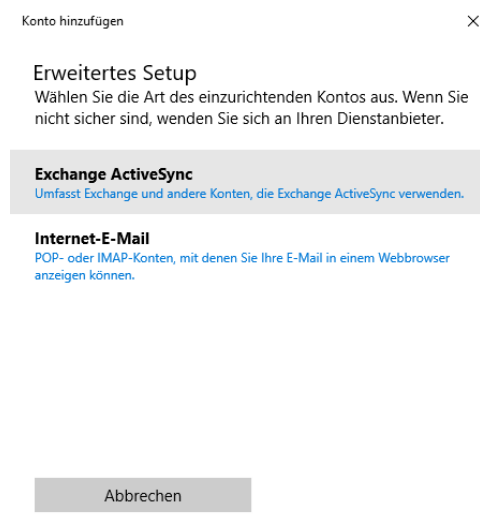 Konto hinzufügen
Erweitertes Setup
Wählen Sie die Art des einzurichtenden Kontos aus. Wenn Sie
nicht sicher sind, wenden Sie sich an Ihren Dienstanbieter.
Exchange ActiveSync
Umfasst Exchange und andere Konten, die Exchange ActiveSync verwenden.
Internet-E-Mail
POP- oder IMAP-Konten, mit denen Sie Ihre E-Mail in einem Webbrowser
anzeigen können.
Abbrechen